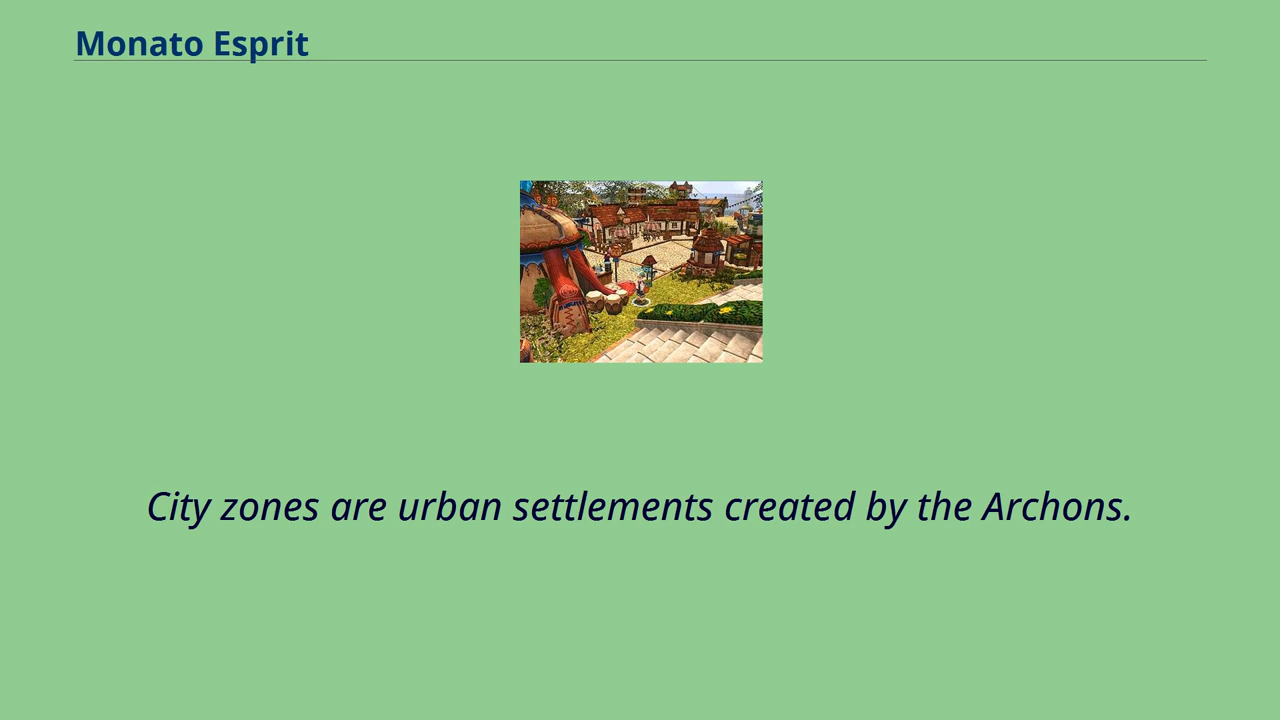 Monato Esprit
City zones are urban settlements created by the Archons.